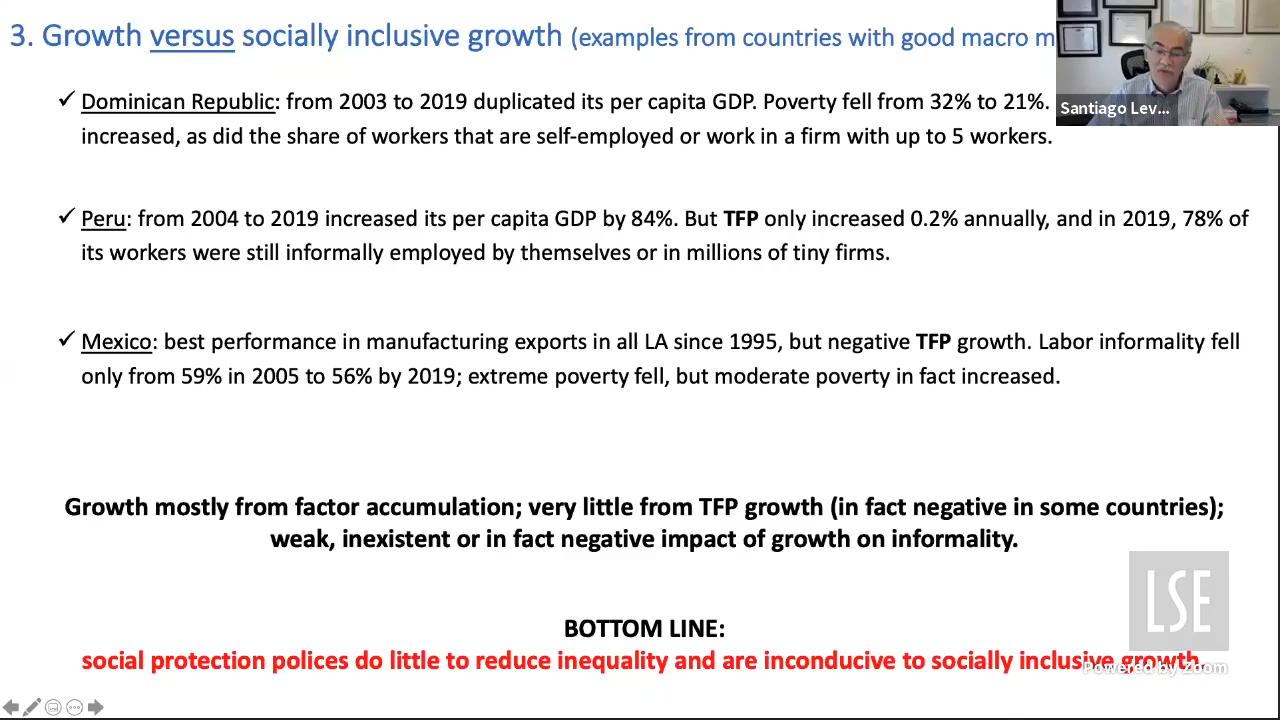 3. Growth versus socially inclusive growth (examples from countries with good macro m
Santiago Lev...
✓ Dominican Republic: from 2003 to 2019 duplicated its per capita GDP. Poverty fell from 32% to 21%.
increased, as did the share of workers that are self-employed or work in a firm with up to 5 workers.
✓ Peru: from 2004 to 2019 increased its per capita GDP by 84%. But TFP only increased 0.2% annually, and in 2019, 78% of
its workers were still informally employed by themselves or in millions of tiny firms.
✓ Mexico: best performance in manufacturing exports in all LA since 1995, but negative TFP growth. Labor informality fell
only from 59% in 2005 to 56% by 2019; extreme poverty fell, but moderate poverty in fact increased.
Growth mostly from factor accumulation; very little from TFP growth (in fact negative in some countries);
weak, inexistent or in fact negative impact of growth on informality.
LSE
BOTTOM LINE:
social protection polices do little to reduce inequality and are inconducive to socially inclusive growth
Powered by Zoom